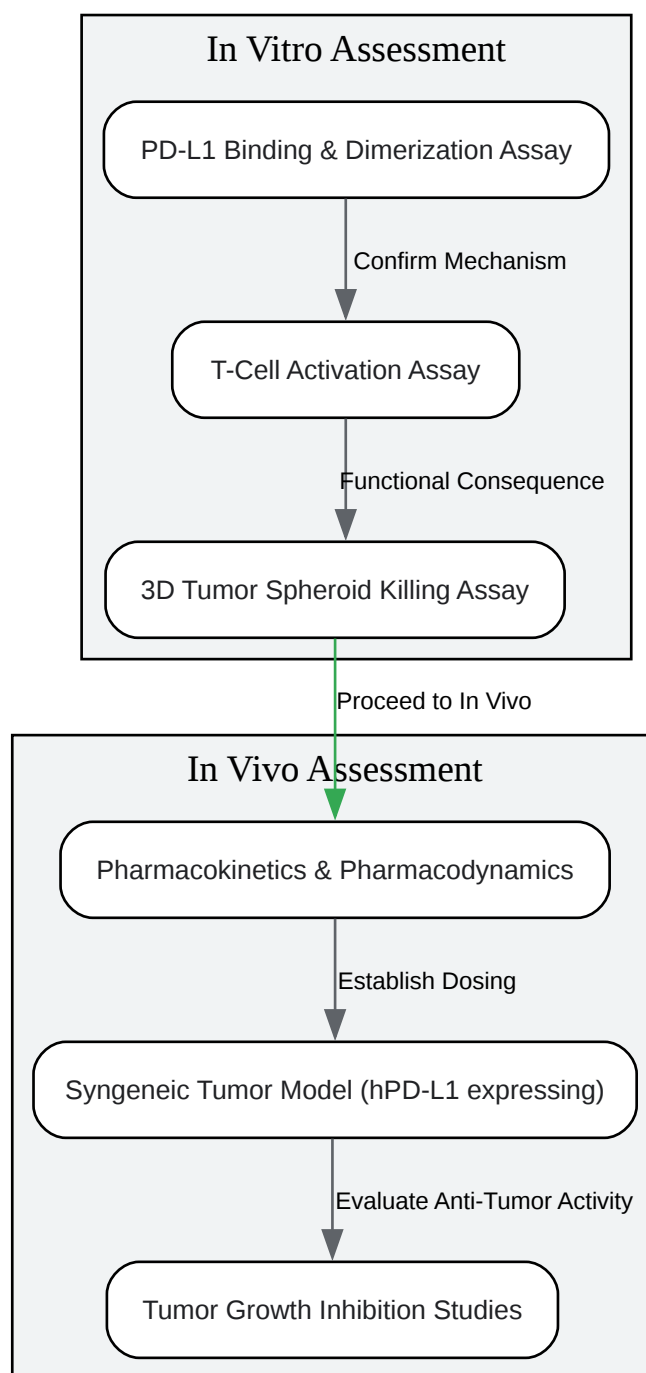 In Vitro Assessment
PD-L1 Binding & Dimerization Assay
Confirm Mechanism
T-Cell Activation Assay
Functional Consequence
3D Tumor Spheroid Killing Assay
Proceed to In Vivo
In Vivo Assessment
Pharmacokinetics & Pharmacodynamics
Establish Dosing
Syngeneic Tumor Model (hPD-L1 expressing)
Evaluate Anti-Tumor Activity
Tumor Growth Inhibition Studies